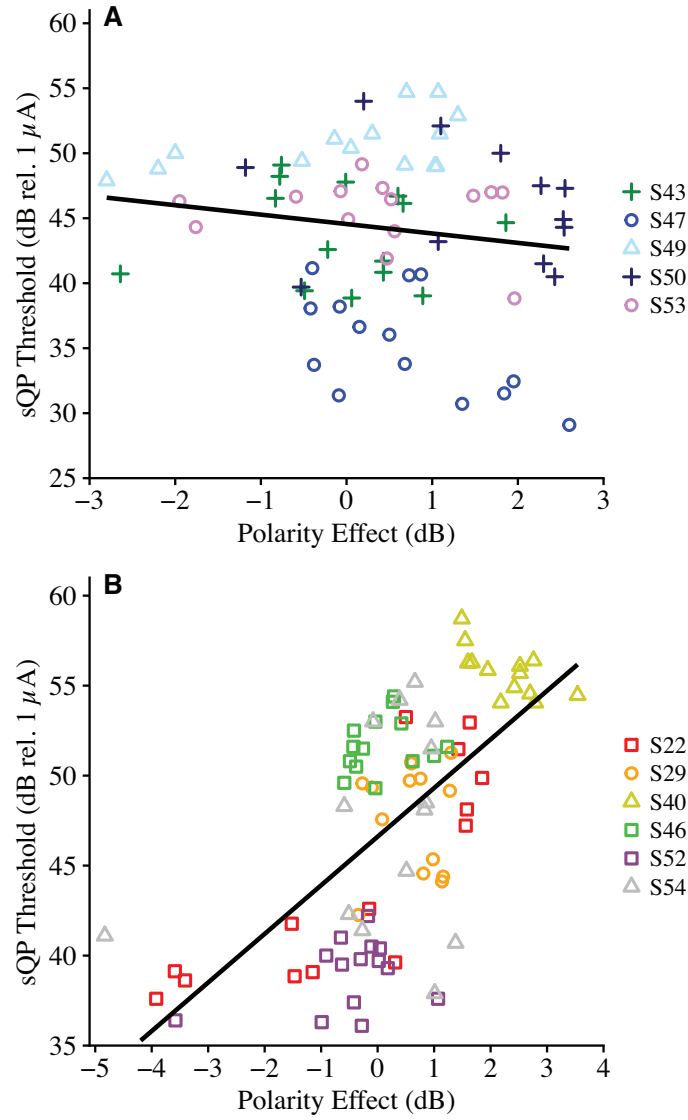 A
60
55
50
45
40
35
30
25
sQP Threshold (dB rel. 1 μA)
−3 −2 −1 0 1 2 3
Polarity Effect (dB)
S43
S47
S49
S50
S53
B
60
55
50
45
40
35
sQP Threshold (dB rel. 1 μA)
−5 −4 −3 −2 −1 0 1 2 3 4
Polarity Effect (dB)
S22
S29
S40
S46
S52
S54